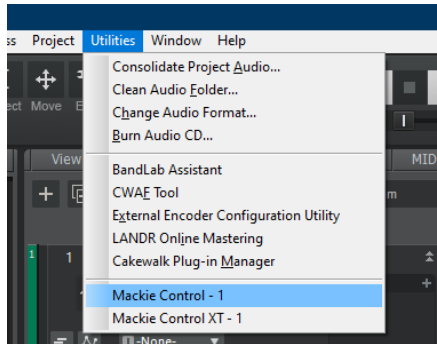 ss Project Utilities Window Help
Consolidate Project Audio...
Clean Audio Folder...
Change Audio Format...
Burn Audio CD...
BandLab Assistant
CWAF Tool
External Encoder Configuration Utility
LANDR Online Mastering
Cakewalk Plug-in Manager
Mackie Control - 1
Mackie Control XT - 1
ect Move E
View
MID
m
1 1
-None-